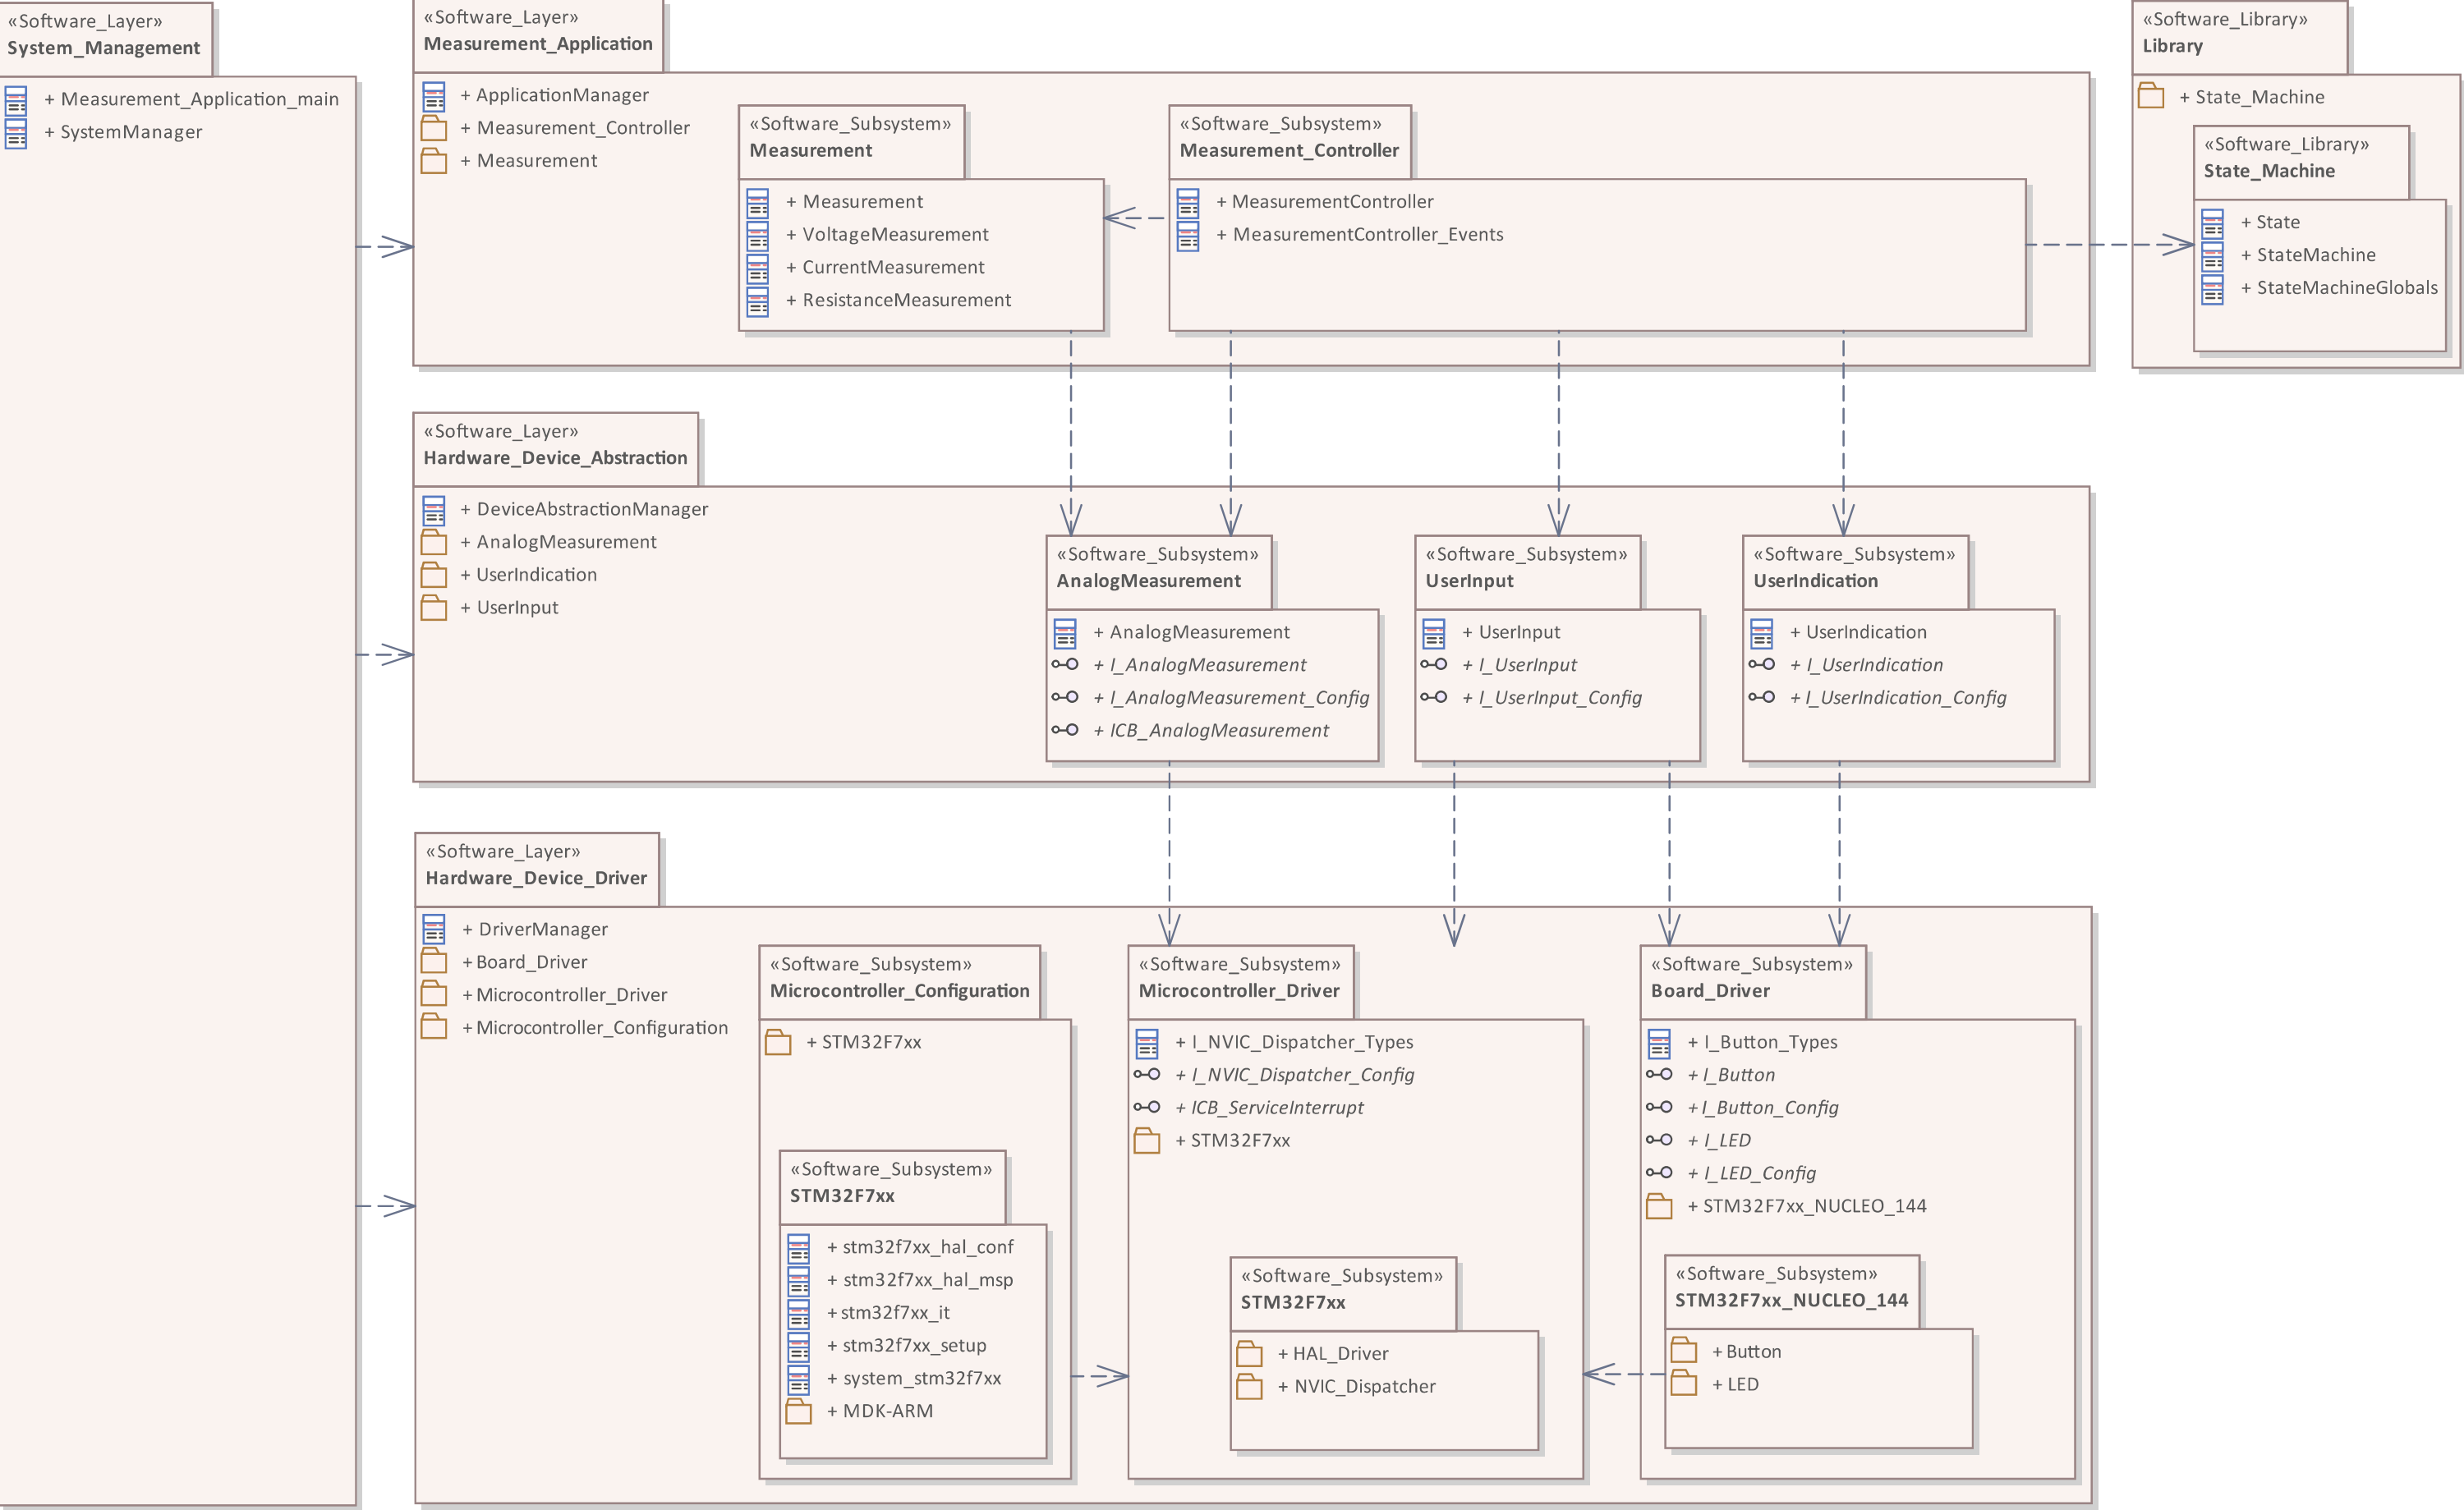 «Software_Layer»
System_Management
+ Measurement_Application_main
+ SystemManager
«Software_Layer»
Measurement_Application
+ ApplicationManager
+ Measurement_Controller
+ Measurement
«Software_Subsystem»
Measurement
+ Measurement
+ VoltageMeasurement
+ CurrentMeasurement
+ ResistanceMeasurement
«Software_Subsystem»
Measurement_Controller
+ MeasurementController
+ MeasurementController_Events
«Software_Library»
Library
+ State_Machine
«Software_Library»
State_Machine
+ State
+ StateMachine
+ StateMachineGlobals
«Software_Layer»
Hardware_Device_Abstraction
+ DeviceAbstractionManager
+ AnalogMeasurement
+ UserIndication
+ UserInput
«Software_Subsystem»
AnalogMeasurement
+ AnalogMeasurement
+ I_AnalogMeasurement
+ I_AnalogMeasurement_Config
+ ICB_AnalogMeasurement
«Software_Subsystem»
UserInput
+ UserInput
+ I_UserInput
+ I_UserInput_Config
«Software_Subsystem»
UserIndication
+ UserIndication
+ I_UserIndication
+ I_UserIndication_Config
«Software_Layer»
Hardware_Device_Driver
+ DriverManager
+ Board_Driver
+ Microcontroller_Driver
+ Microcontroller_Configuration
«Software_Subsystem»
Microcontroller_Configuration
+ STM32F7xx
«Software_Subsystem»
STM32F7xx
+ stm32f7xx_hal_conf
+ stm32f7xx_hal_msp
+ stm32f7xx_it
+ stm32f7xx_setup
+ system_stm32f7xx
+ MDK-ARM
«Software_Subsystem»
Microcontroller_Driver
+ I_NVIC_Dispatcher_Types
+ I_NVIC_Dispatcher_Config
+ ICB_ServiceInterrupt
+ STM32F7xx
«Software_Subsystem»
STM32F7xx
+ HAL_Driver
+ NVIC_Dispatcher
«Software_Subsystem»
Board_Driver
+ I_Button_Types
+ I_Button
+ I_Button_Config
+ I_LED
+ I_LED_Config
+ STM32F7xx_NUCLEO_144
«Software_Subsystem»
STM32F7xx_NUCLEO_144
+ Button
+ LED